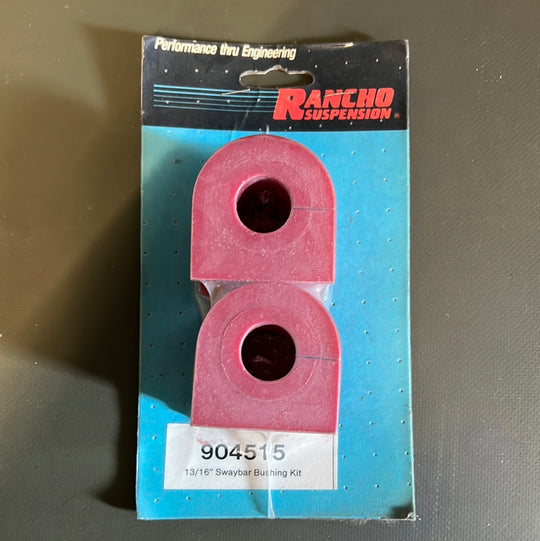 Performance thru Engineering
RANCHO
SUSPENSION®
904515
13/16" Swaybar Bushing Kit